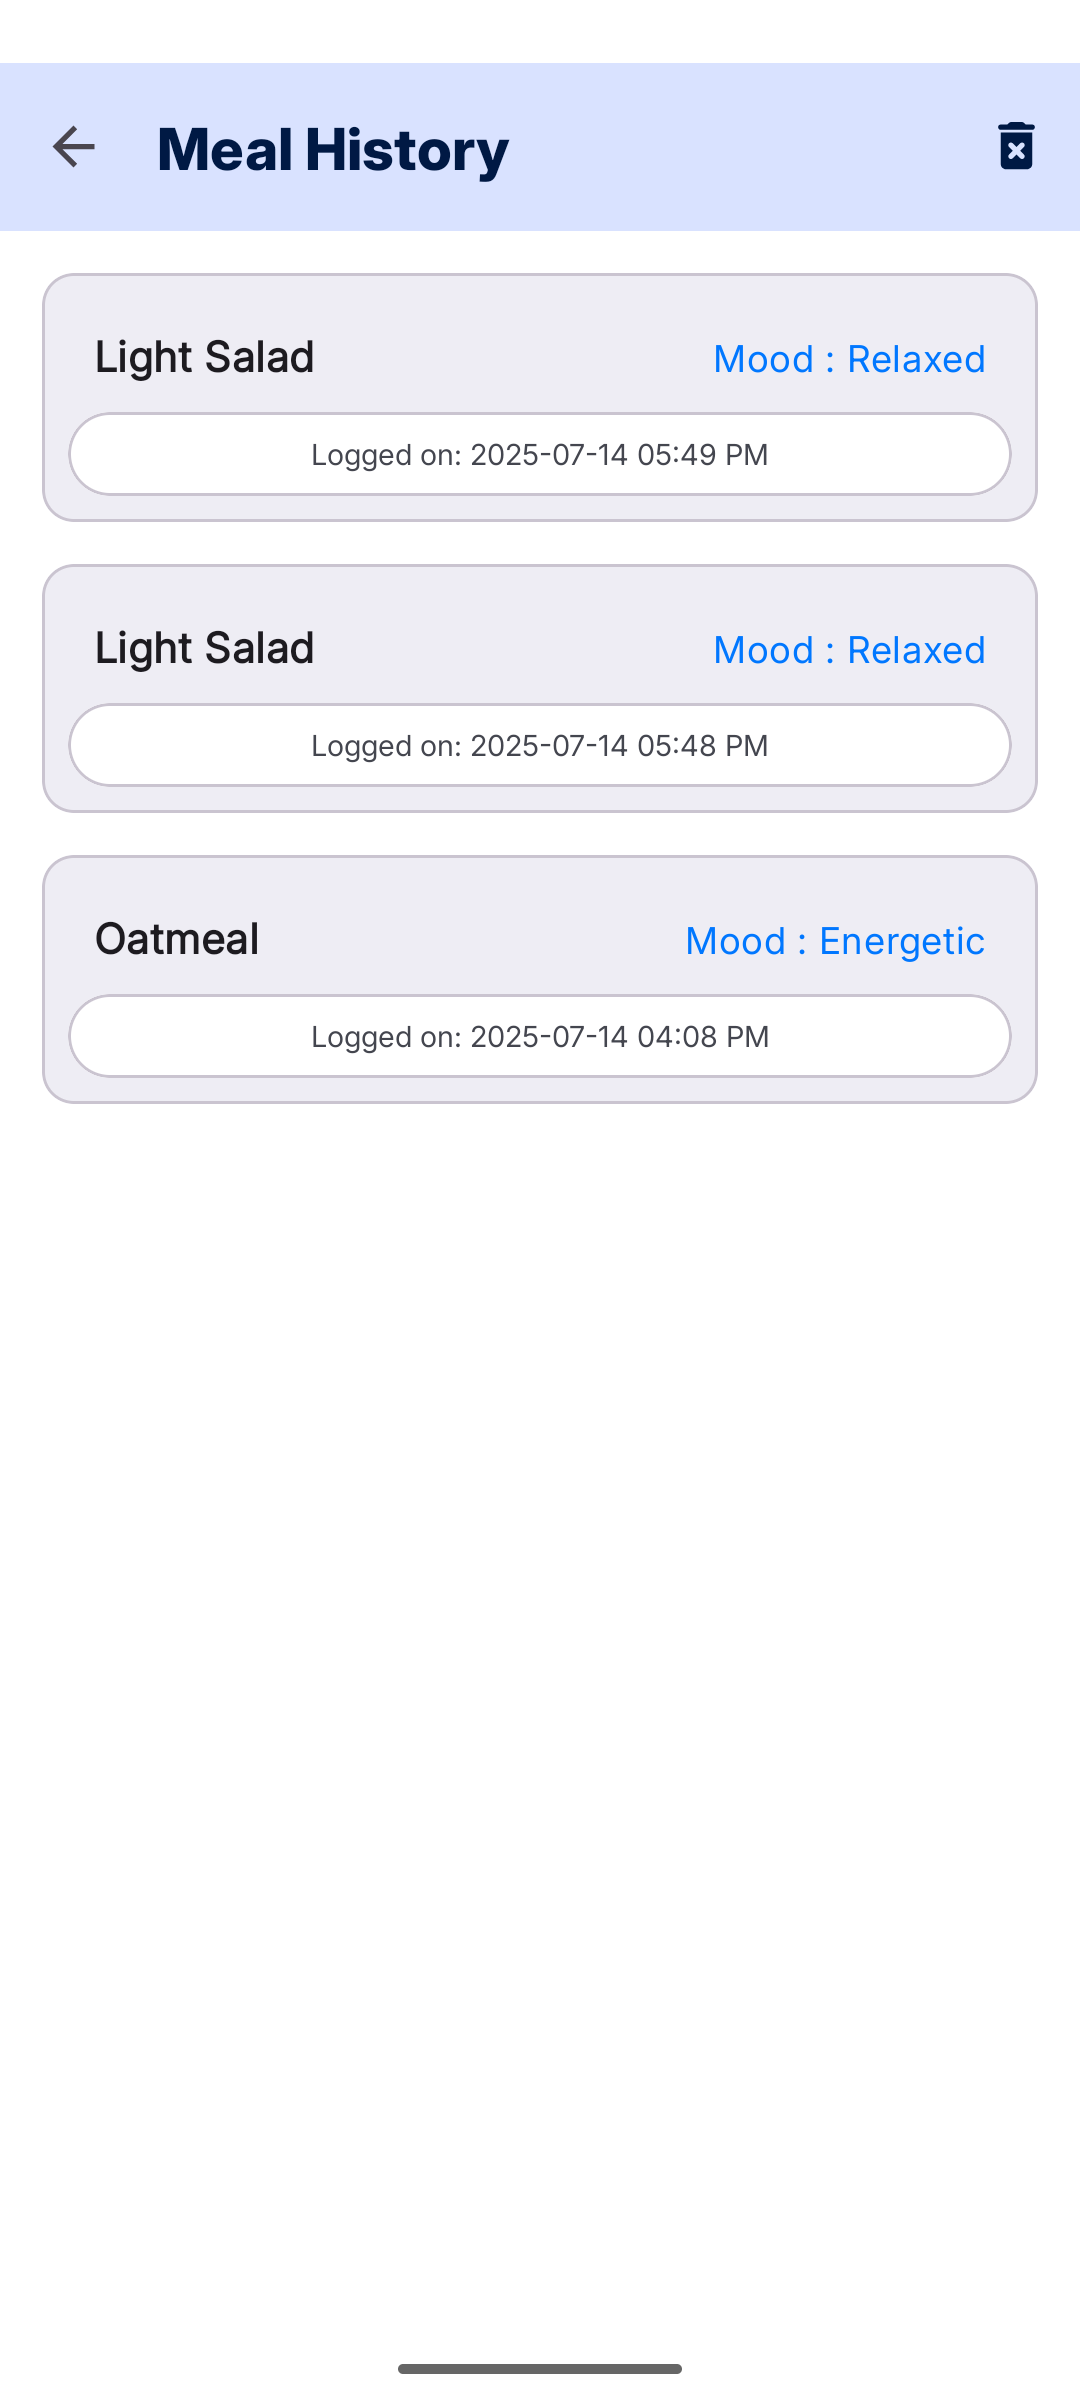 Meal History
Light Salad
Mood : Relaxed
Logged on: 2025-07-14 05:49 PM
Light Salad
Mood : Relaxed
Logged on: 2025-07-14 05:48 PM
Oatmeal
Mood : Energetic
Logged on: 2025-07-14 04:08 PM